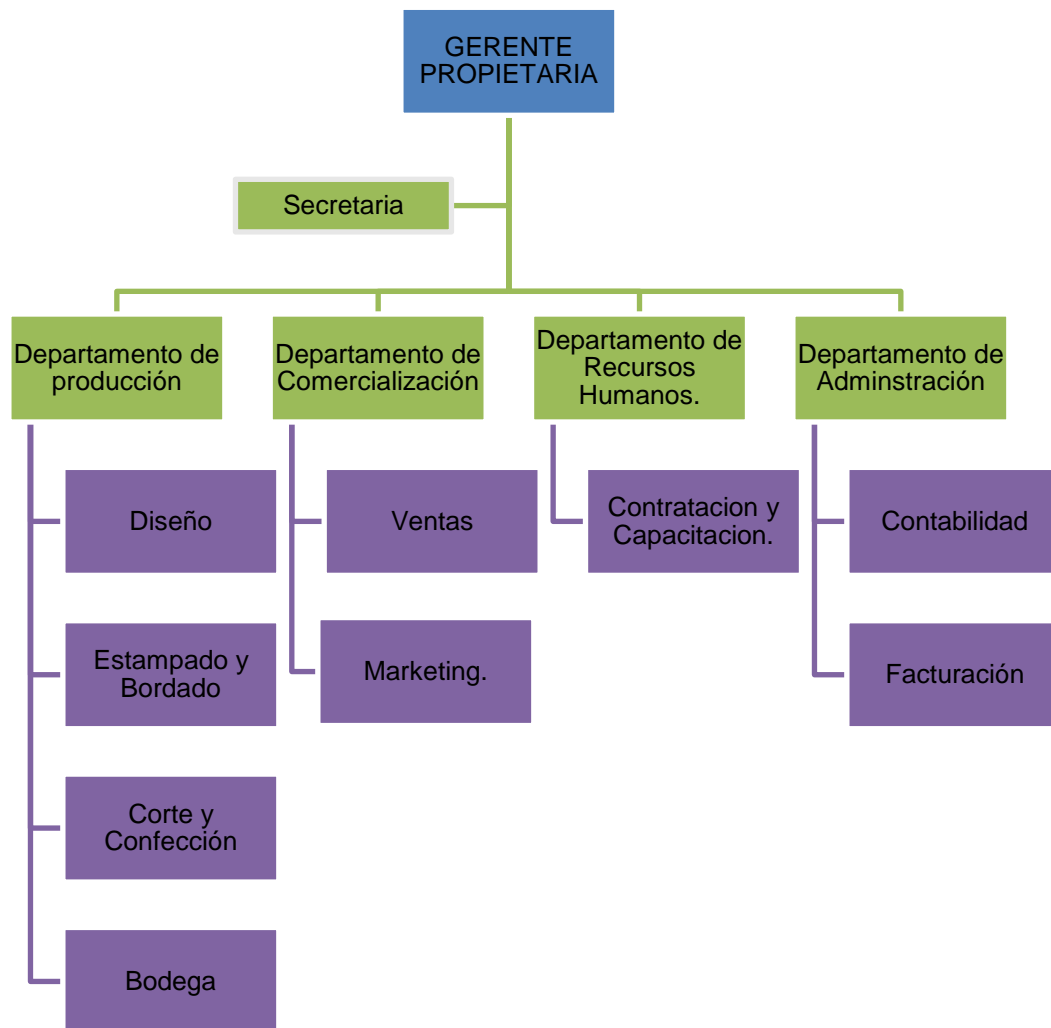 GERENTE
PROPIETARIA
Secretaria
Departamento de
producción
Departamento de
Comercialización
Departamento de
Recursos
Humanos.
Departamento de
Adminstración
Diseño
Ventas
Contratacion y
Capacitacion.
Contabilidad
Estampado y
Bordado
Marketing.
Facturación
Corte y
Confección
Bodega